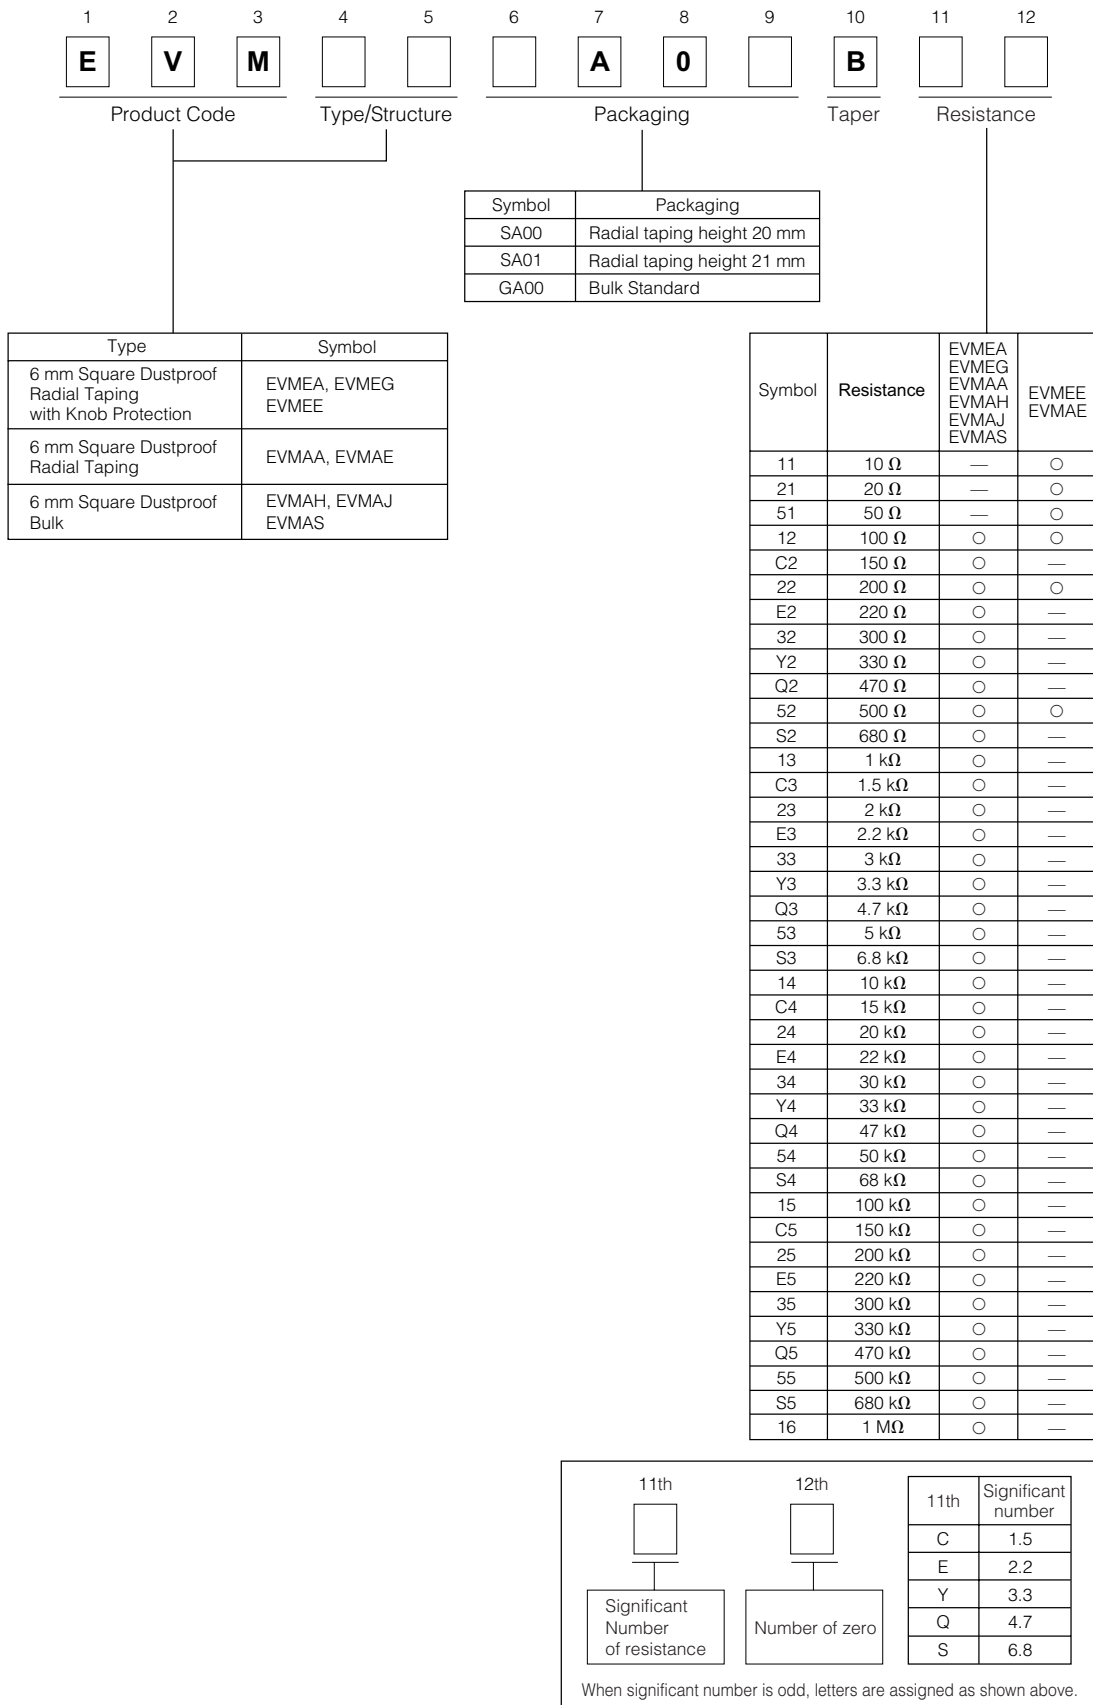 1 2 3 4 5 6 7 8 9 10 11 12
E V M A 0 B
Product Code Type/Structure Packaging Taper Resistance
Symbol Packaging
SA00 Radial taping height 20 mm
SA01 Radial taping height 21 mm
GA00 Bulk Standard
Type Symbol
6 mm Square Dustproof
Radial Taping
with Knob Protection
EVMEA, EVMEG
EVMEE
6 mm Square Dustproof
Radial Taping
EVMAA, EVMAE
6 mm Square Dustproof
Bulk
EVMAH, EVMAJ
EVMAS
Symbol Resistance
EVMEA
EVMEG
EVMAA
EVMAH
EVMAJ
EVMAS
EVMEE
EVMAE
11 10 Ω — ○
21 20 Ω — ○
51 50 Ω — ○
12 100 Ω ○ ○
C2 150 Ω ○ —
22 200 Ω ○ ○
E2 220 Ω ○ —
32 300 Ω ○ —
Y2 330 Ω ○ —
Q2 470 Ω ○ —
52 500 Ω ○ ○
S2 680 Ω ○ —
13 1 kΩ ○ —
C3 1.5 kΩ ○ —
23 2 kΩ ○ —
E3 2.2 kΩ ○ —
33 3 kΩ ○ —
Y3 3.3 kΩ ○ —
Q3 4.7 kΩ ○ —
53 5 kΩ ○ —
S3 6.8 kΩ ○ —
14 10 kΩ ○ —
C4 15 kΩ ○ —
24 20 kΩ ○ —
E4 22 kΩ ○ —
34 30 kΩ ○ —
Y4 33 kΩ ○ —
Q4 47 kΩ ○ —
54 50 kΩ ○ —
S4 68 kΩ ○ —
15 100 kΩ ○ —
C5 150 kΩ ○ —
25 200 kΩ ○ —
E5 220 kΩ ○ —
35 300 kΩ ○ —
Y5 330 kΩ ○ —
Q5 470 kΩ ○ —
55 500 kΩ ○ —
S5 680 kΩ ○ —
16 1 MΩ ○ —
11th 12th
Significant
Number
of resistance
Number of zero
11th Significant
number
C 1.5
E 2.2
Y 3.3
Q 4.7
S 6.8
When significant number is odd, letters are assigned as shown above.